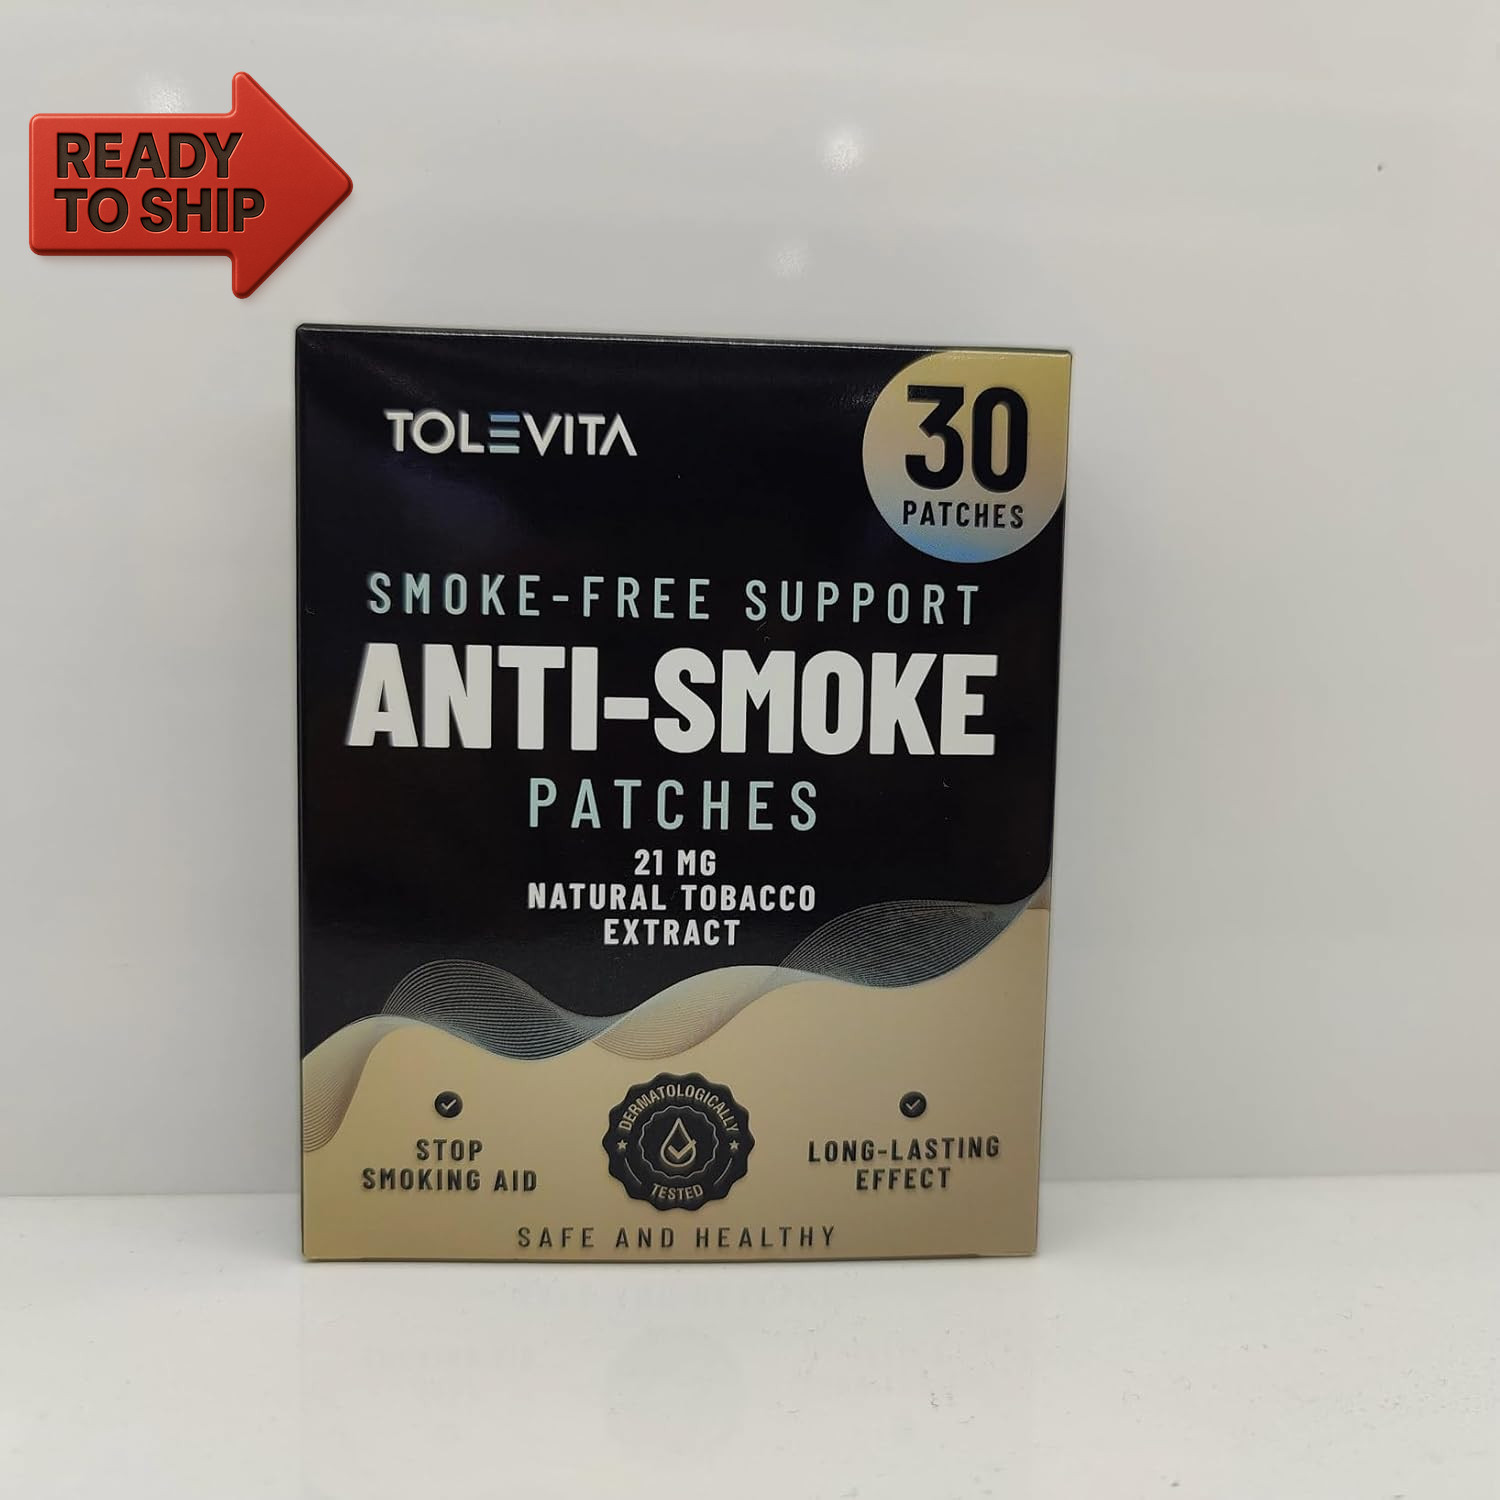 READY
TO SHIP
TOLEVITA
30
PATCHES
SMOKE-FREE SUPPORT
ANTI-SMOKE
PATCHES
21 MG
NATURAL TOBACCO
EXTRACT
STOP
SMOKING AID
DERMATOLOGICALLY
TESTED
LONG-LASTING
EFFECT
SAFE AND HEALTHY